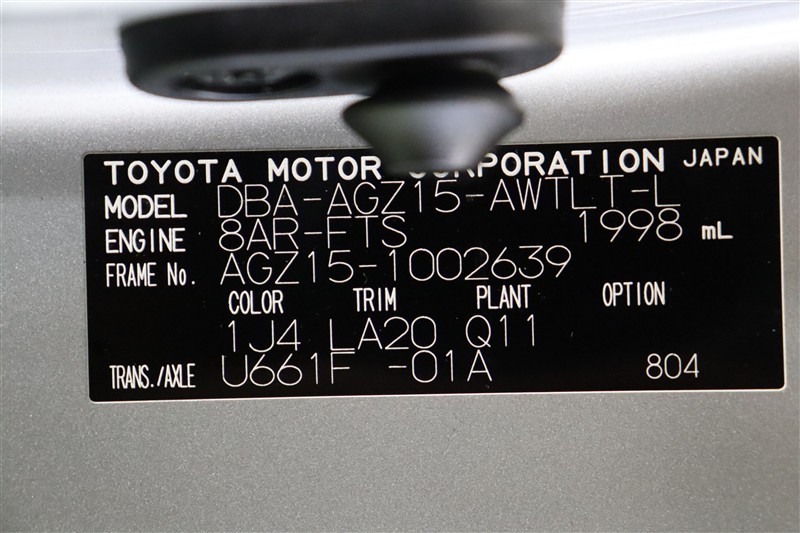 TOYOTA MOTOR CORPORATION JAPAN
MODEL DBA-AGZ15-AWTLT-L
ENGINE 8AR-FTS 1998 mL
FRAME No. AGZ15-1002639
COLOR TRIM PLANT OPTION
1J4 LA20 Q11
TRANS./AXLE U661F -01A 804